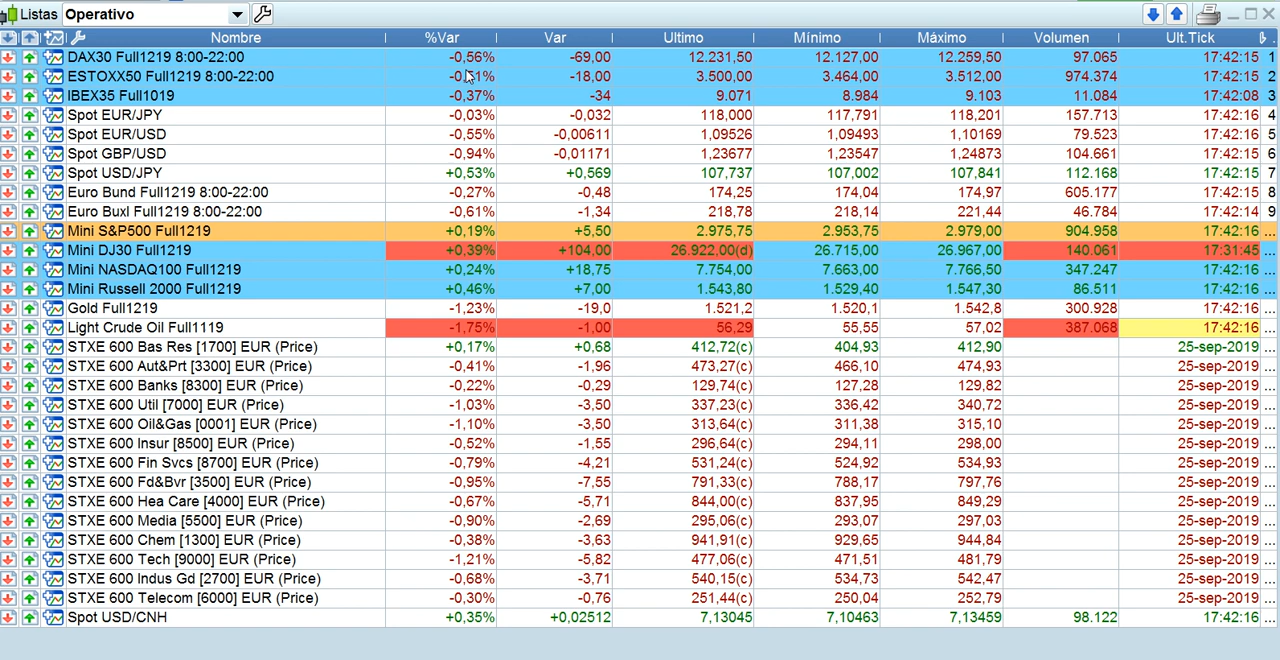 Listas Operativo
Nombre %Var Var Ultimo Mínimo Máximo Volumen Ult.Tick
DAX30 Full1219 8:00-22:00 -0,56% -69,00 12.231,50 12.127,00 12.259,50 97.065 17:42:15 1
ESTOXX50 Full1219 8:00-22:00 -18,00 3.500,00 3.464,00 3.512,00 974.374 17:42:15 2
IBEX35 Full1019 -0,37% -34 9.071 8.984 9.103 11.084 17:42:08 3
Spot EUR/JPY -0,03% -0,032 118,000 117,791 118,201 157.713 17:42:16 4
Spot EUR/USD -0,55% -0,00611 1,09526 1,09493 1,10169 79.523 17:42:16 5
Spot GBP/USD -0,94% -0,01171 1,23677 1,23547 1,24873 104.661 17:42:15 6
Spot USD/JPY +0,53% +0,569 107,737 107,002 107,841 112.168 17:42:15 7
Euro Bund Full1219 8:00-22:00 -0,27% -0,48 174,25 174,04 174,97 605.177 17:42:15 8
Euro Buxl Full1219 8:00-22:00 -0,61% -1,34 218,78 218,14 221,44 46.784 17:42:14 9
Mini S&P500 Full1219 +0,19% +5,50 2.975,75 2.953,75 2.979,00 904.958 17:42:16 ...
Mini DJ30 Full1219 +0,39% +104,00 26.922,00(d) 26.715,00 26.967,00 140.061 17:31:45 ...
Mini NASDAQ100 Full1219 +0,24% +18,75 7.754,00 7.663,00 7.766,50 347.247 17:42:16 ...
Mini Russell 2000 Full1219 +0,46% +7,00 1.543,80 1.529,40 1.547,30 86.511 17:42:16 ...
Gold Full1219 -1,23% -19,0 1.521,2 1.520,1 1.542,8 300.928 17:42:16 ...
Light Crude Oil Full1119 -1,75% -1,00 56,29 55,55 57,02 387.068 17:42:16 ...
STXE 600 Bas Res [1700] EUR (Price) +0,17% +0,68 412,72(c) 404,93 412,90 25-sep-2019 ...
STXE 600 Aut&Prt [3300] EUR (Price) -0,41% -1,96 473,27(c) 466,10 474,93 25-sep-2019 ...
STXE 600 Banks [8300] EUR (Price) -0,22% -0,29 129,74(c) 127,28 129,82 25-sep-2019 ...
STXE 600 Util [7000] EUR (Price) -1,03% -3,50 337,23(c) 336,42 340,72 25-sep-2019 ...
STXE 600 Oil&Gas [0001] EUR (Price) -1,10% -3,50 313,64(c) 311,38 315,10 25-sep-2019 ...
STXE 600 Insur [8500] EUR (Price) -0,52% -1,55 296,64(c) 294,11 298,00 25-sep-2019 ...
STXE 600 Fin Svcs [8700] EUR (Price) -0,79% -4,21 531,24(c) 524,92 534,93 25-sep-2019 ...
STXE 600 Fd&Bvr [3500] EUR (Price) -0,95% -7,55 791,33(c) 788,17 797,76 25-sep-2019 ...
STXE 600 Hea Care [4000] EUR (Price) -0,67% -5,71 844,00(c) 837,95 849,29 25-sep-2019 ...
STXE 600 Media [5500] EUR (Price) -0,90% -2,69 295,06(c) 293,07 297,03 25-sep-2019 ...
STXE 600 Chem [1300] EUR (Price) -0,38% -3,63 941,91(c) 929,65 944,84 25-sep-2019 ...
STXE 600 Tech [9000] EUR (Price) -1,21% -5,82 477,06(c) 471,51 481,79 25-sep-2019 ...
STXE 600 Indus Gd [2700] EUR (Price) -0,68% -3,71 540,15(c) 534,73 542,47 25-sep-2019 ...
STXE 600 Telecom [6000] EUR (Price) -0,30% -0,76 251,44(c) 250,04 252,79 25-sep-2019 ...
Spot USD/CNH +0,35% +0,02512 7,13045 7,10463 7,13459 98.122 17:42:16 ...